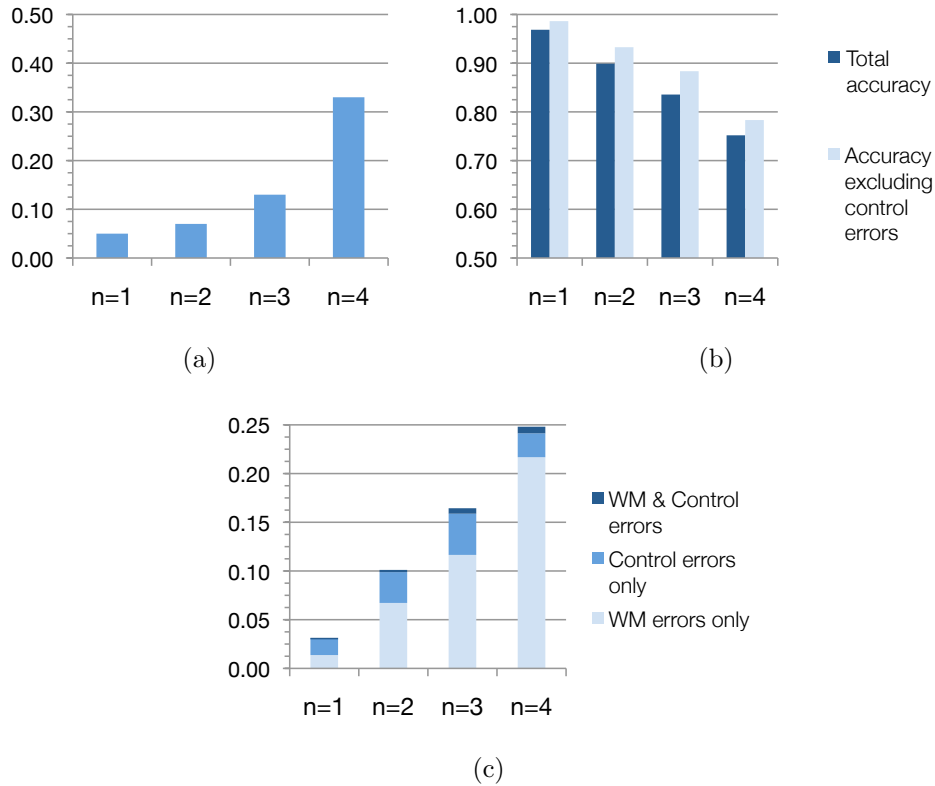 0.50
0.40
0.30
0.20
0.10
0.00
n=1 n=2 n=3 n=4
(a)
1.00
0.90
0.80
0.70
0.60
0.50
n=1 n=2 n=3 n=4
Total
accuracy
Accuracy
excluding
control
errors
(b)
0.25
0.20
0.15
0.10
0.05
0.00
n=1 n=2 n=3 n=4
WM & Control
errors
Control errors
only
WM errors only
(c)